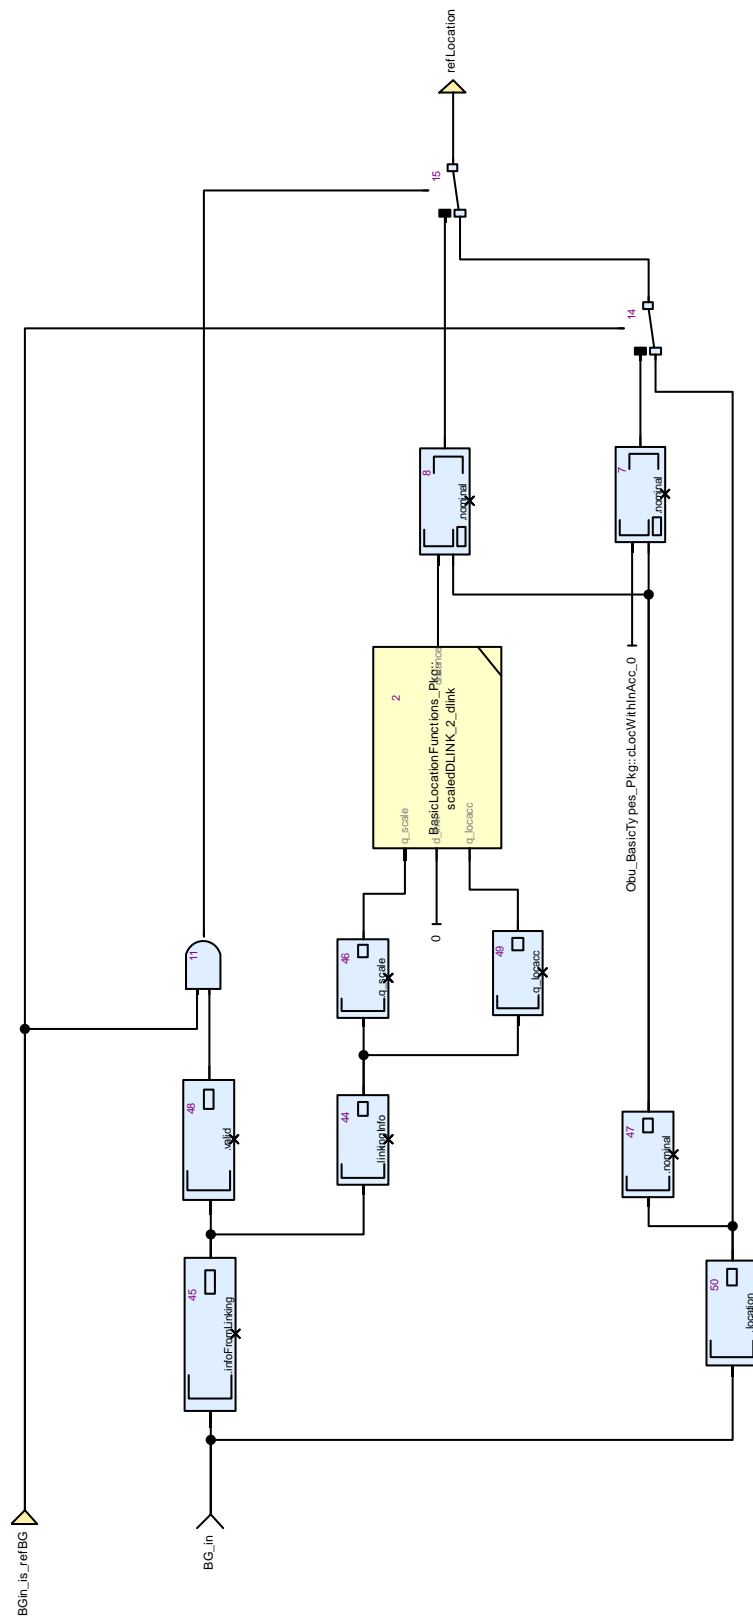 refLocation
15
14
8
.nominal
7
.nominal
BasicLocationFunctions_Pkg::
scaledDLINK_2_dlink
2
distance
q_scale
q_locacc
Obu_BasicTypes_Pkg::cLocWithInAcc_0
0
11
46
.q_scale
49
.q_locacc
48
.valid
44
.linkingInfo
47
.nominal
45
.infoFromLinking
50
.location
BGin_is_refBG
BG_in